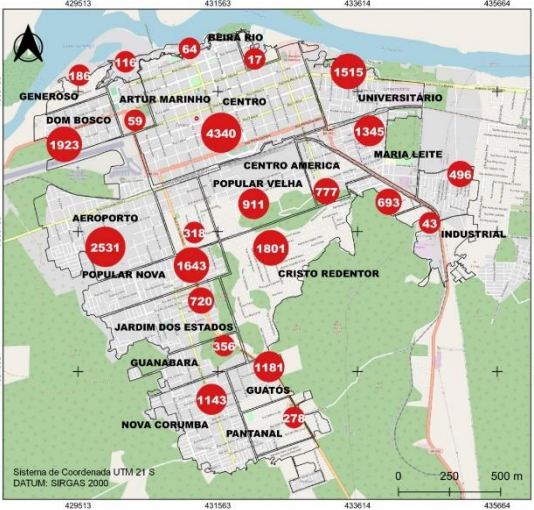 429513 431563 433614 435664
BEIRA RIO
64
17
116
186
1515
GENEROSO
ARTUR MARINHO CENTRO
UNIVERSITÁRIO
DOM BOSCO
59
4340
1345
1923
MARIA LEITE
CENTRO AMERICA
496
POPULAR VELHA
777
693
911
AEROPORTO
43
318
INDUSTRIAL
2531
1801
1643
POPULAR NOVA
CRISTO REDENTOR
720
JARDIM DOS ESTADOS
356
GUANABARA
1181
GUATÓS
1143
278
NOVA CORUMBA
PANTANAL
Sistema de Coordenada UTM 21 S
DATUM: SIRGAS 2000
0 250 500 m
429513 431563 433614 435664